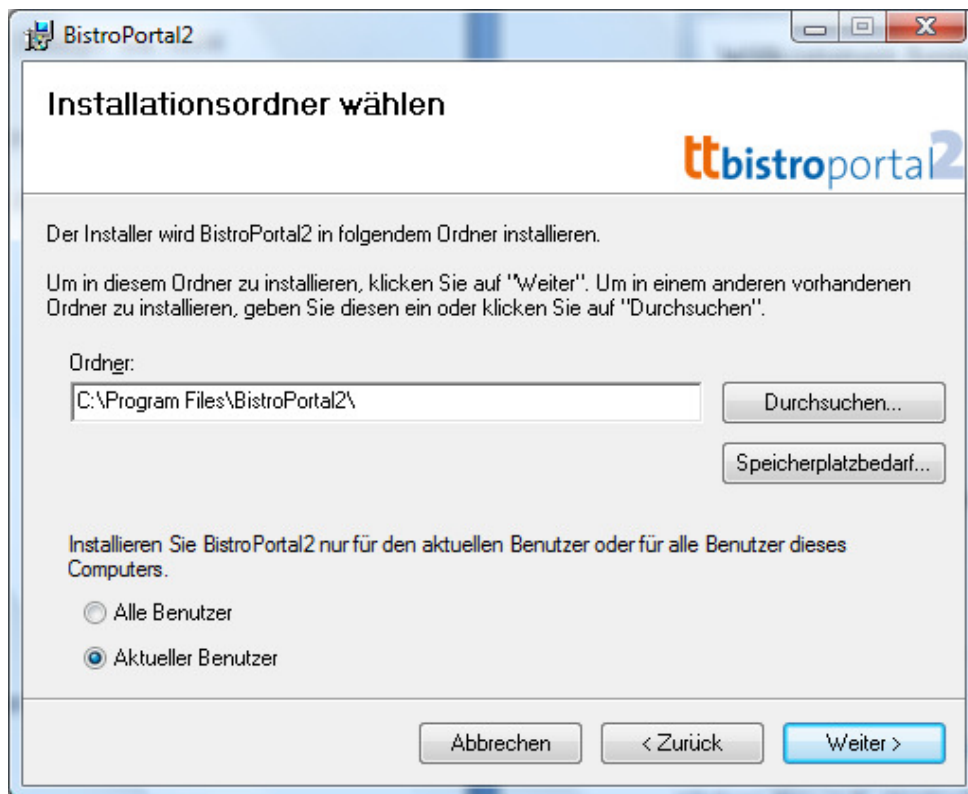 BistroPortal2
Installationsordner wählen
ttbistroportal2
Der Installer wird BistroPortal2 in folgendem Ordner installieren.
Um in diesem Ordner zu installieren, klicken Sie auf "Weiter". Um in einem anderen vorhandenen
Ordner zu installieren, geben Sie diesen ein oder klicken Sie auf "Durchsuchen".
Ordner:
C:\Program Files\BistroPortal2\
Durchsuchen...
Speicherplatzbedarf...
Installieren Sie BistroPortal2 nur für den aktuellen Benutzer oder für alle Benutzer dieses
Computers.
Alle Benutzer
Aktueller Benutzer
Abbrechen
< Zurück
Weiter >